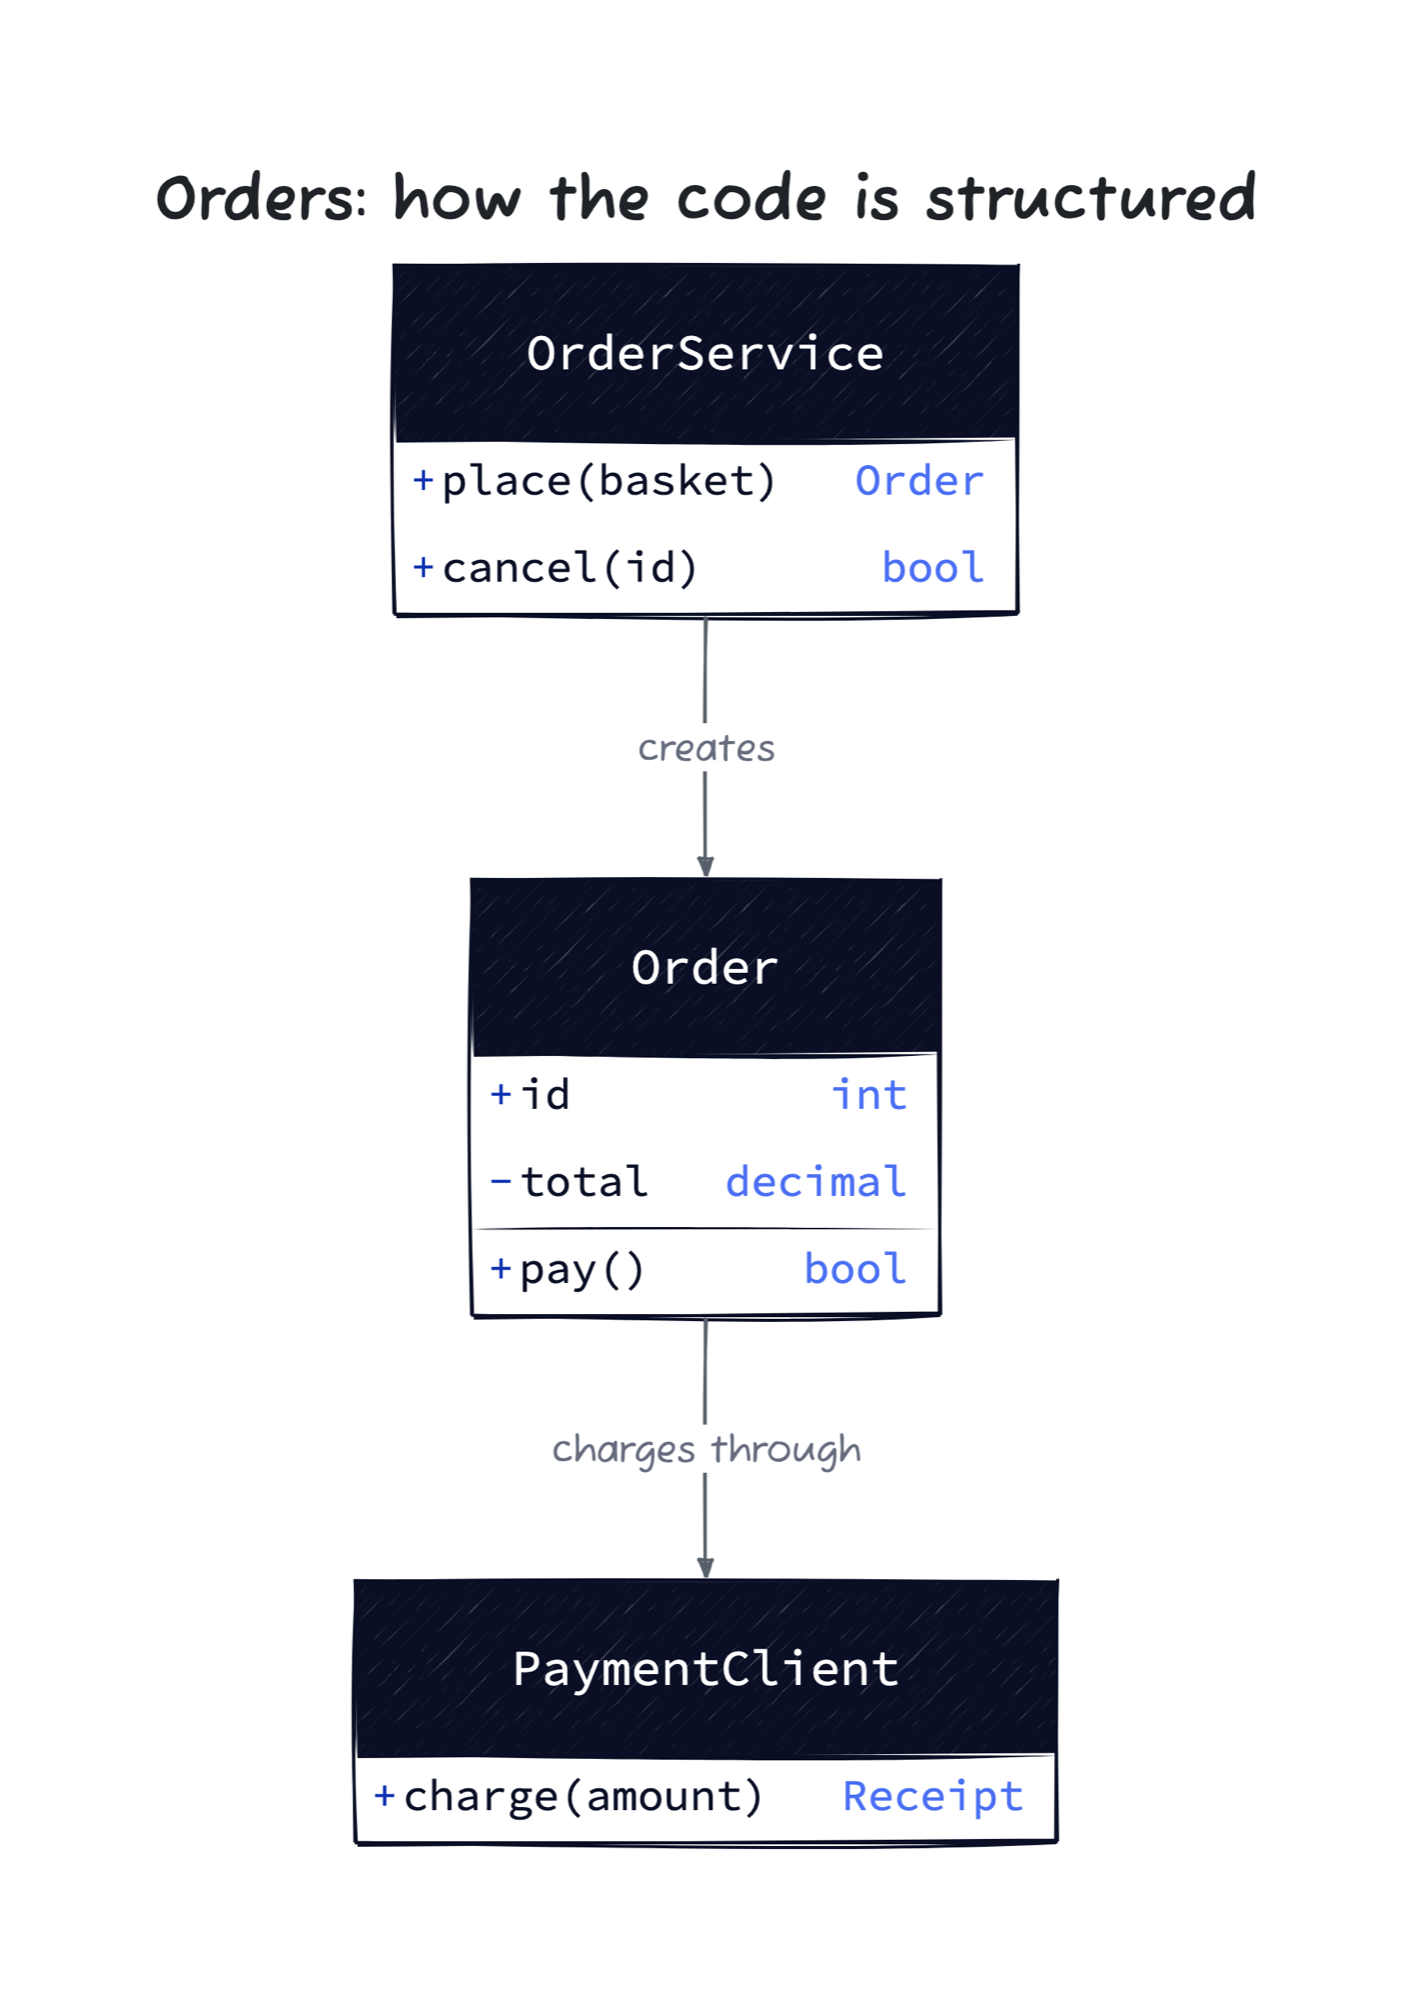 Orders: how the code is structured
OrderService
+place(basket) Order
+cancel(id) bool
creates
Order
+id int
-total decimal
+pay() bool
charges through
PaymentClient
+charge(amount) Receipt